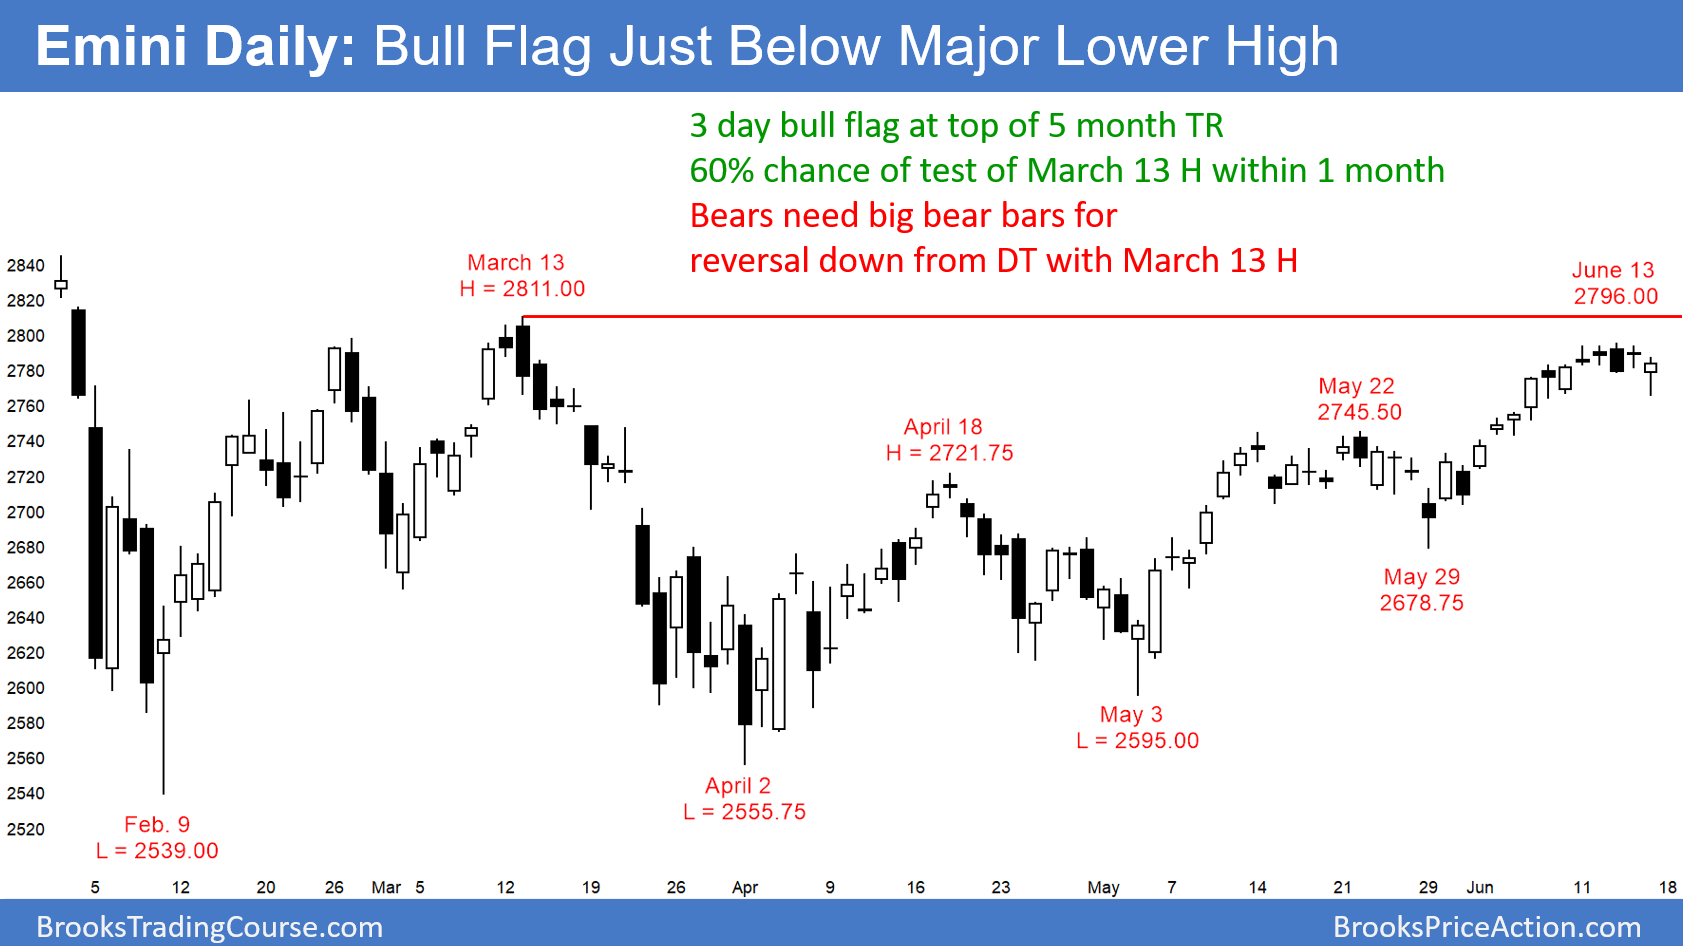 Emini Daily: Bull Flag Just Below Major Lower High
3 day bull flag at top of 5 month TR
60% chance of test of March 13 H within 1 month
Bears need big bear bars for
reversal down from DT with March 13 H
March 13
H = 2811.00
June 13
2796.00
April 18
H = 2721.75
May 22
2745.50
May 29
2678.75
May 3
L = 2595.00
April 2
L = 2555.75
Feb. 9
L = 2539.00
2840
2820
2800
2780
2760
2740
2720
2700
2680
2660
2640
2620
2600
2580
2560
2540
2520
5 12 20 26 Mar 5 12 19 26 Apr 9 16 23 May 7 14 21 29 Jun 11 18
BrooksTradingCourse.com
BrooksPriceAction.com